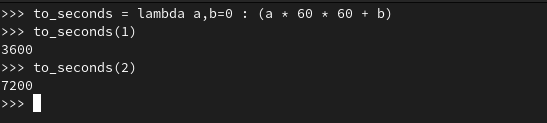 >>> to_seconds = lambda a,b=0 : (a * 60 * 60 + b)
>>> to_seconds(1)
3600
>>> to_seconds(2)
7200
>>>